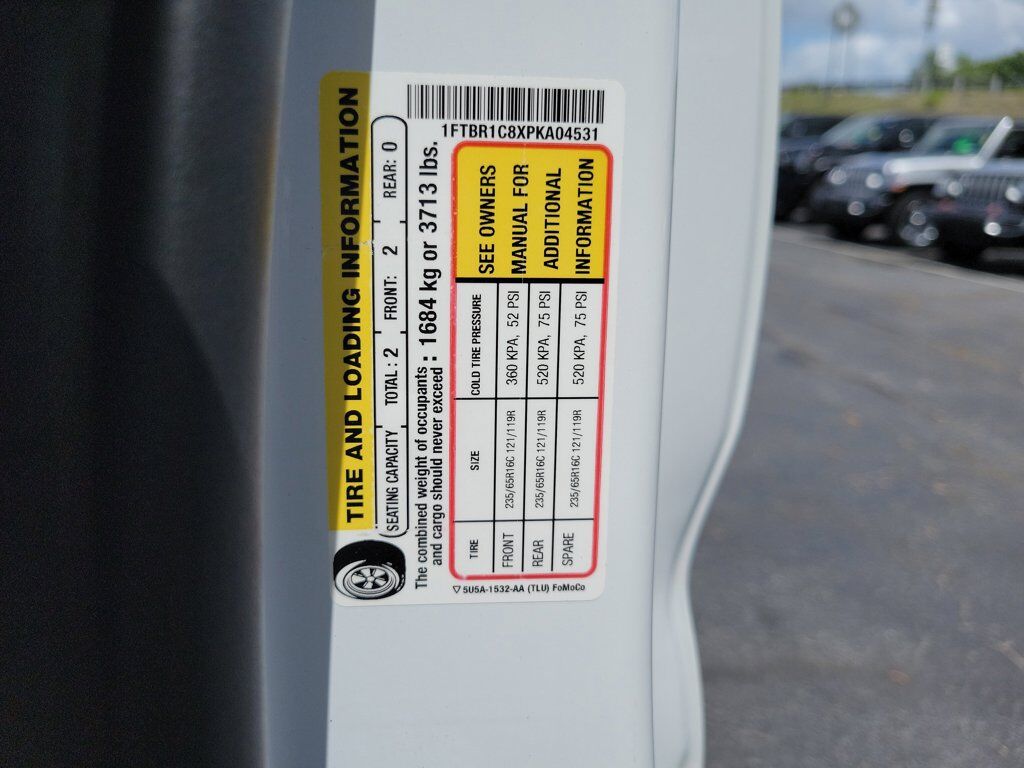 TIRE AND LOADING INFORMATION
SEATING CAPACITY TOTAL : 2 FRONT: 2 REAR: 0
The combined weight of occupants
and cargo should never exceed : 1684 kg or 3713 lbs.
1FTBR1C8XPKA04531
TIRE SIZE COLD TIRE PRESSURE
FRONT 235/65R16C 121/119R 360 KPA, 52 PSI
REAR 235/65R16C 121/119R 520 KPA, 75 PSI
SPARE 235/65R16C 121/119R 520 KPA, 75 PSI
SEE OWNERS
MANUAL FOR
ADDITIONAL
INFORMATION
5U5A-1532-AA (TLU) FoMoCo